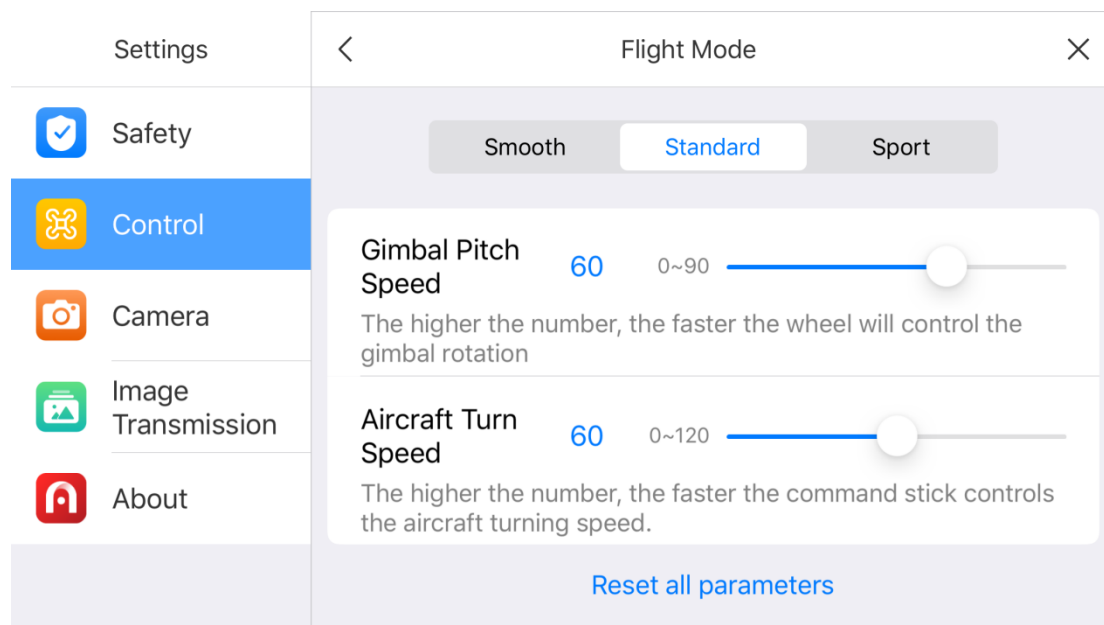 Settings
Safety
Control
Camera
Image
Transmission
About
Flight Mode
Smooth
Standard
Sport
Gimbal Pitch
Speed
60
0~90
The higher the number, the faster the wheel will control the
gimbal rotation
Aircraft Turn
Speed
60
0~120
The higher the number, the faster the command stick controls
the aircraft turning speed.
Reset all parameters